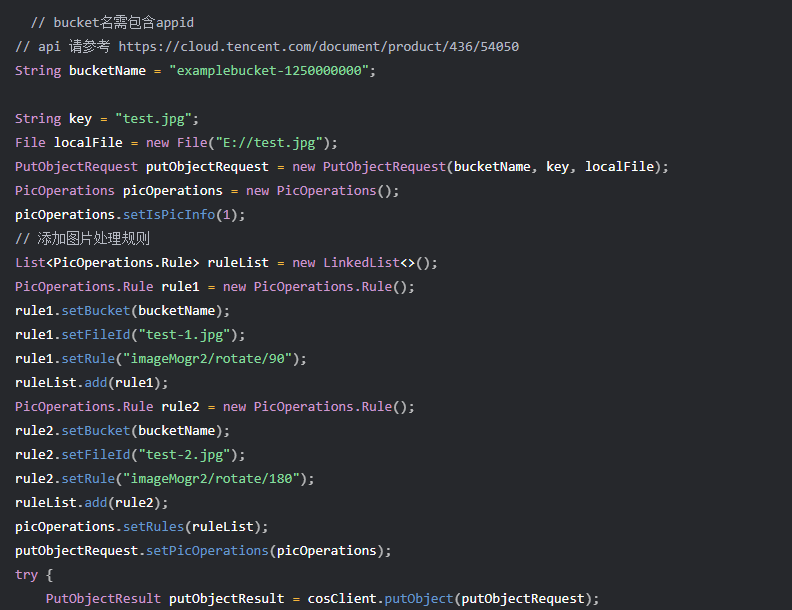 // bucket名需包含appid
// api 请参考 https://cloud.tencent.com/document/product/436/54050
String bucketName = "examplebucket-1250000000";
String key = "test.jpg";
File localFile = new File("E://test.jpg");
PutObjectRequest putObjectRequest = new PutObjectRequest(bucketName, key, localFile);
PicOperations picOperations = new PicOperations();
picOperations.setIsPicInfo(1);
// 添加图片处理规则
List<PicOperations.Rule> ruleList = new LinkedList<>();
PicOperations.Rule rule1 = new PicOperations.Rule();
rule1.setBucket(bucketName);
rule1.setFileId("test-1.jpg");
rule1.setRule("imageMogr2/rotate/90");
ruleList.add(rule1);
PicOperations.Rule rule2 = new PicOperations.Rule();
rule2.setBucket(bucketName);
rule2.setFileId("test-2.jpg");
rule2.setRule("imageMogr2/rotate/180");
ruleList.add(rule2);
picOperations.setRules(ruleList);
putObjectRequest.setPicOperations(picOperations);
try {
PutObjectResult putObjectResult = cosClient.putObject(putObjectRequest);